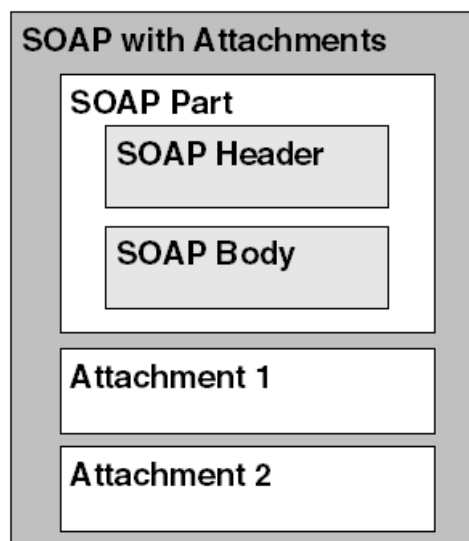 SOAP with Attachments
SOAP Part
SOAP Header
SOAP Body
Attachment 1
Attachment 2